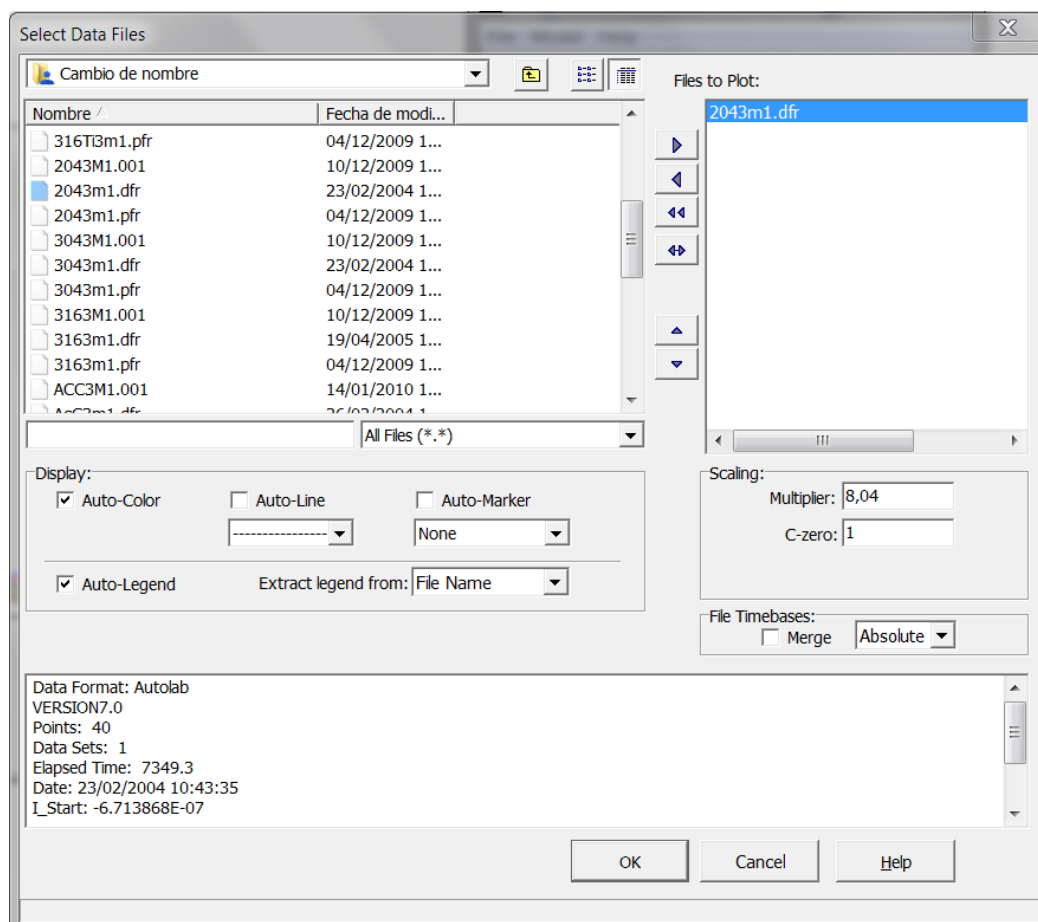 Select Data Files
Cambio de nombre
Files to Plot:
Nombre Fecha de modi...
316Ti3m1.pfr 04/12/2009 1...
2043M1.001 10/12/2009 1...
2043m1.dfr 23/02/2004 1...
2043m1.pfr 04/12/2009 1...
3043M1.001 10/12/2009 1...
3043m1.dfr 23/02/2004 1...
3043m1.pfr 04/12/2009 1...
3163M1.001 10/12/2009 1...
3163m1.dfr 19/04/2005 1...
3163m1.pfr 04/12/2009 1...
ACC3M1.001 14/01/2010 1...
AcC3m1.dfr 26/02/2004 1
2043m1.dfr
All Files (*.*)
Display:
Auto-Color Auto-Line Auto-Marker
---------------- None
Auto-Legend Extract legend from: File Name
Scaling:
Multiplier: 8,04
C-zero: 1
File Timebases:
Merge Absolute
Data Format: Autolab
VERSION7.0
Points: 40
Data Sets: 1
Elapsed Time: 7349.3
Date: 23/02/2004 10:43:35
I_Start: -6.713868E-07
OK Cancel Help